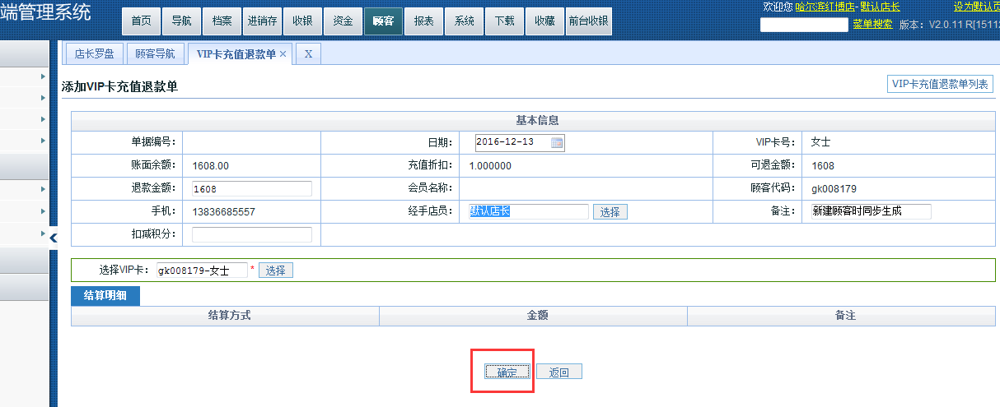 端管理系统
首页 导航 档案 进销存 收银 资金 顾客 报表 系统 下载 收藏 前台收银
欢迎您 哈尔滨红博店-默认店长 设为默认页
菜单搜索 版本: V2.0.11 R[15112
店长罗盘 顾客导航 VIP卡充值退款单 × X
添加VIP卡充值退款单 VIP卡充值退款单列表
基本信息
单据编号: 日期: 2016-12-13 VIP卡号: 女士
账面余额: 1608.00 充值折扣: 1.000000 可退金额: 1608
退款金额: 1608 会员名称: 顾客代码: gk008179
手机: 13836685557 经手店员: 默认店长 选择 备注: 新建顾客时同步生成
扣减积分:
选择VIP卡: gk008179-女士 * 选择
结算明细
结算方式 金额 备注
确定 返回